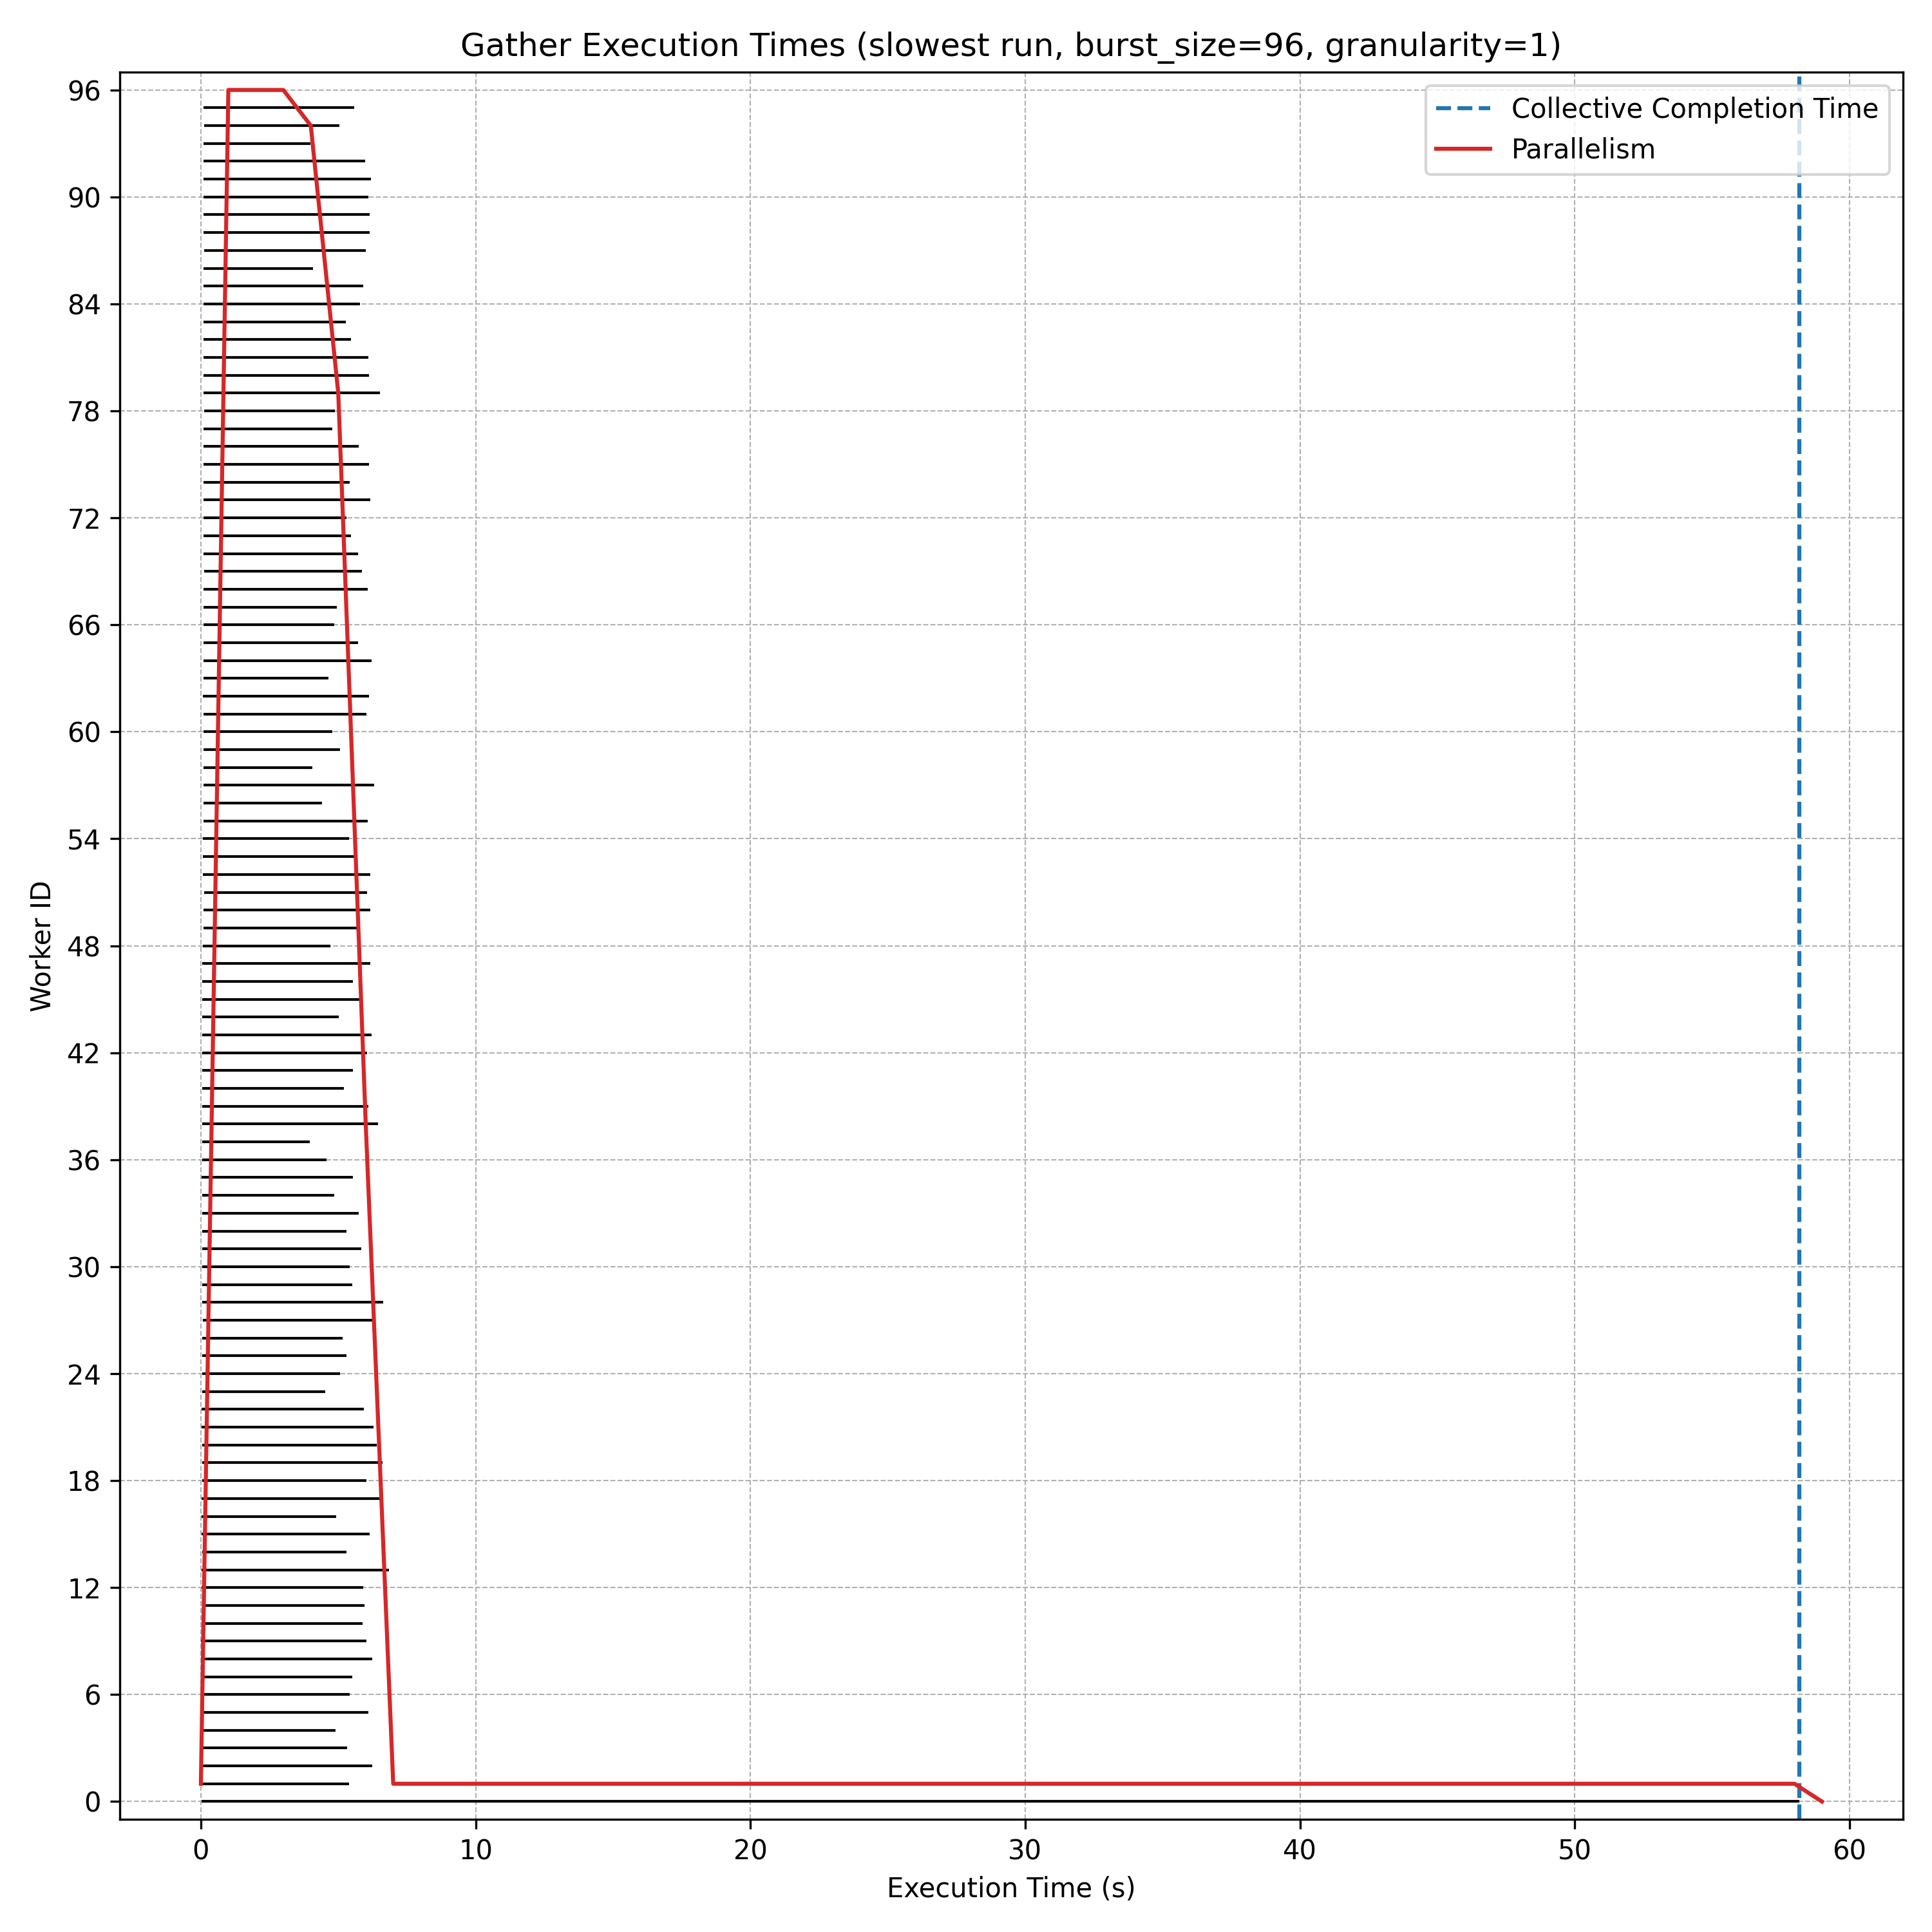 Gather Execution Times (slowest run, burst_size=96, granularity=1)
Collective Completion Time
Parallelism
96
90
84
78
72
66
60
54
48
42
36
30
24
18
12
6
0
Worker ID
0 10 20 30 40 50 60
Execution Time (s)